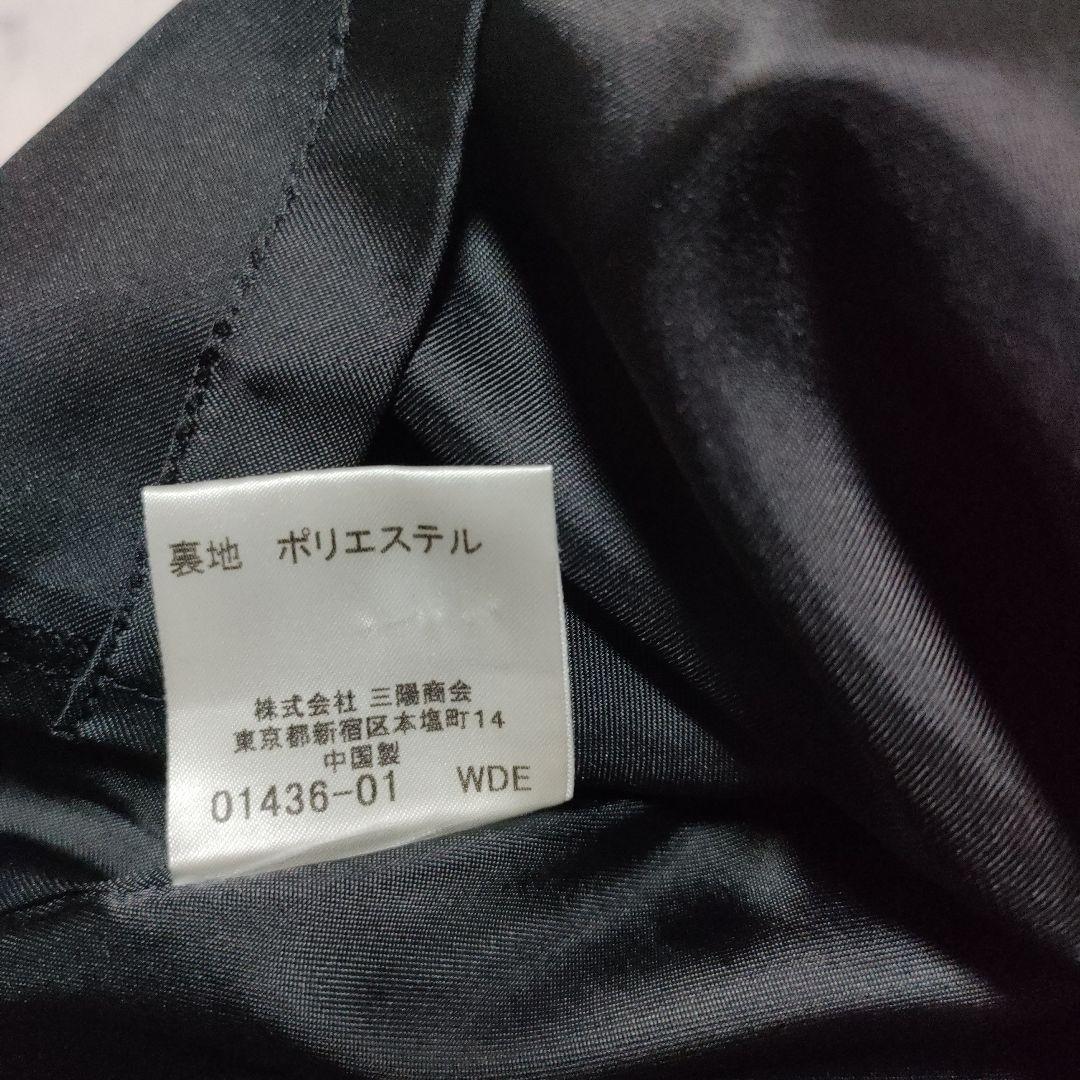 裏地　ポリエステル
株式会社 三陽商会
東京都新宿区本塩町14
中国製
01436-01 WDE